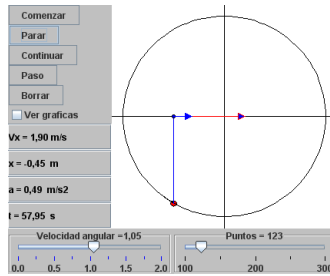 Comenzar
Parar
Continuar
Paso
Borrar
Ver graficas
Vx = 1,90 m/s
x = -0,45 m
a = 0,49 m/s2
t = 57,95 s
Velocidad angular =1,05
0.0 0.5 1.0 1.5 2.0
Puntos = 123
100 200 300